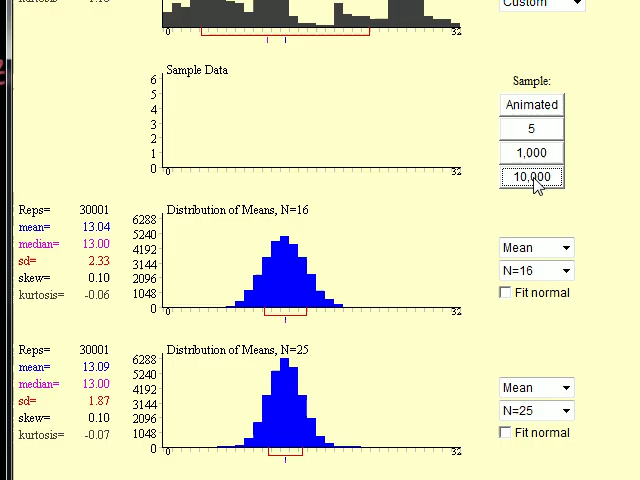 32
Custom
Sample Data
6
5
4
3
2
1
0
0
32
Sample:
Animated
5
1,000
10,000
Reps= 30001
mean= 13.04
median= 13.00
sd= 2.33
skew= 0.10
kurtosis= -0.06
Distribution of Means, N=16
6288
5240
4192
3144
2096
1048
0
0
32
Mean
N=16
Fit normal
Reps= 30001
mean= 13.09
median= 13.00
sd= 1.87
skew= 0.10
kurtosis= -0.07
Distribution of Means, N=25
6288
5240
4192
3144
2096
1048
0
0
32
Mean
N=25
Fit normal